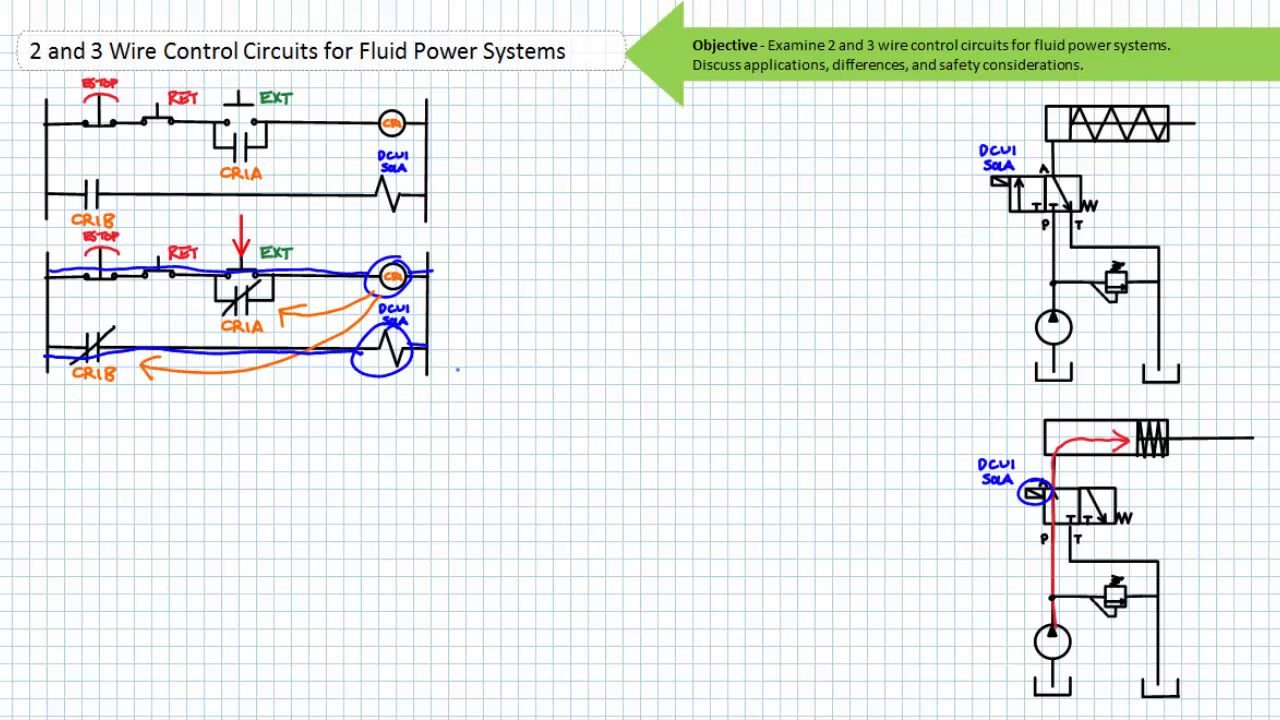 2 and 3 Wire Control Circuits for Fluid Power Systems
Objective - Examine 2 and 3 wire control circuits for fluid power systems.
Discuss applications, differences, and safety considerations.
ESTOP
RET
EXT
CR1
CR1A
DCV1
SOLA
CR1B
ESTOP
RET
EXT
CR1
CR1A
DCV1
SOLA
CR1B
DCV1
SOLA
A
T T
P T
DCV1
SOLA
A
T T
P T